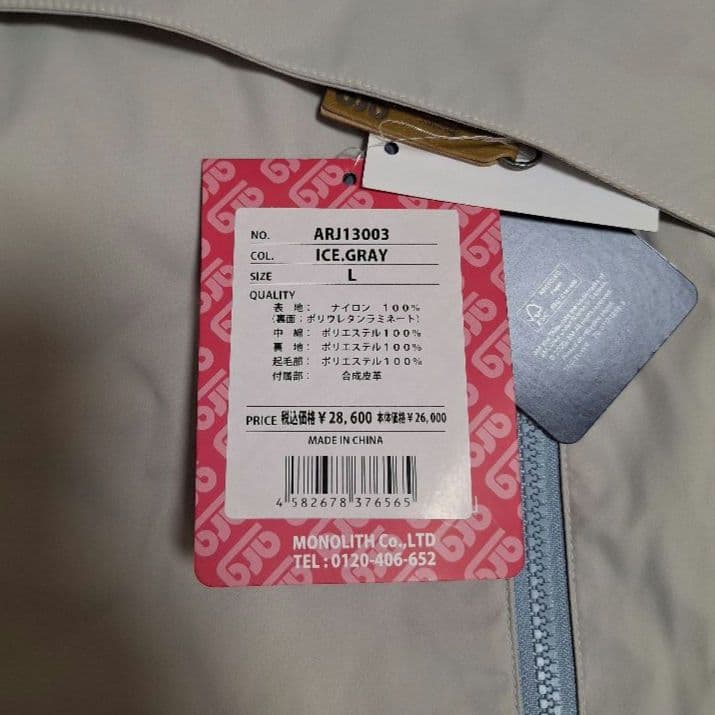 NO. ARJ13003
COL. ICE.GRAY
SIZE L
QUALITY
表 地： ナイロン 100%
(裏面：ポリウレタンラミネート)
中 綿： ポリエステル100%
裏 地： ポリエステル100%
起毛部： ポリエステル100%
付属部： 合成皮革
PRICE 税込価格￥28,600 本体価格￥26,000
MADE IN CHINA
4 582678 376565
MONOLITH Co.,LTD
TEL : 0120-406-652